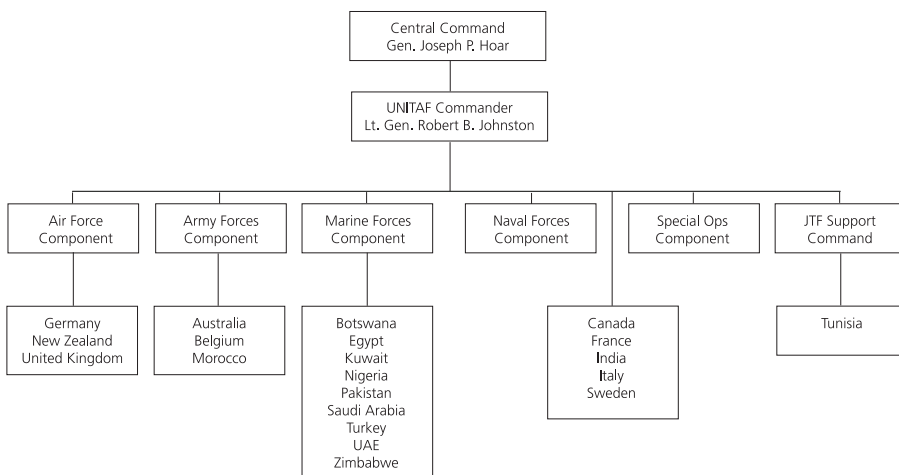 Central Command
Gen. Joseph P. Hoar
UNITAF Commander
Lt. Gen. Robert B. Johnston
Air Force
Component
Army Forces
Component
Marine Forces
Component
Naval Forces
Component
Special Ops
Component
JTF Support
Command
Germany
New Zealand
United Kingdom
Australia
Belgium
Morocco
Botswana
Egypt
Kuwait
Nigeria
Pakistan
Saudi Arabia
Turkey
UAE
Zimbabwe
Canada
France
India
Italy
Sweden
Tunisia